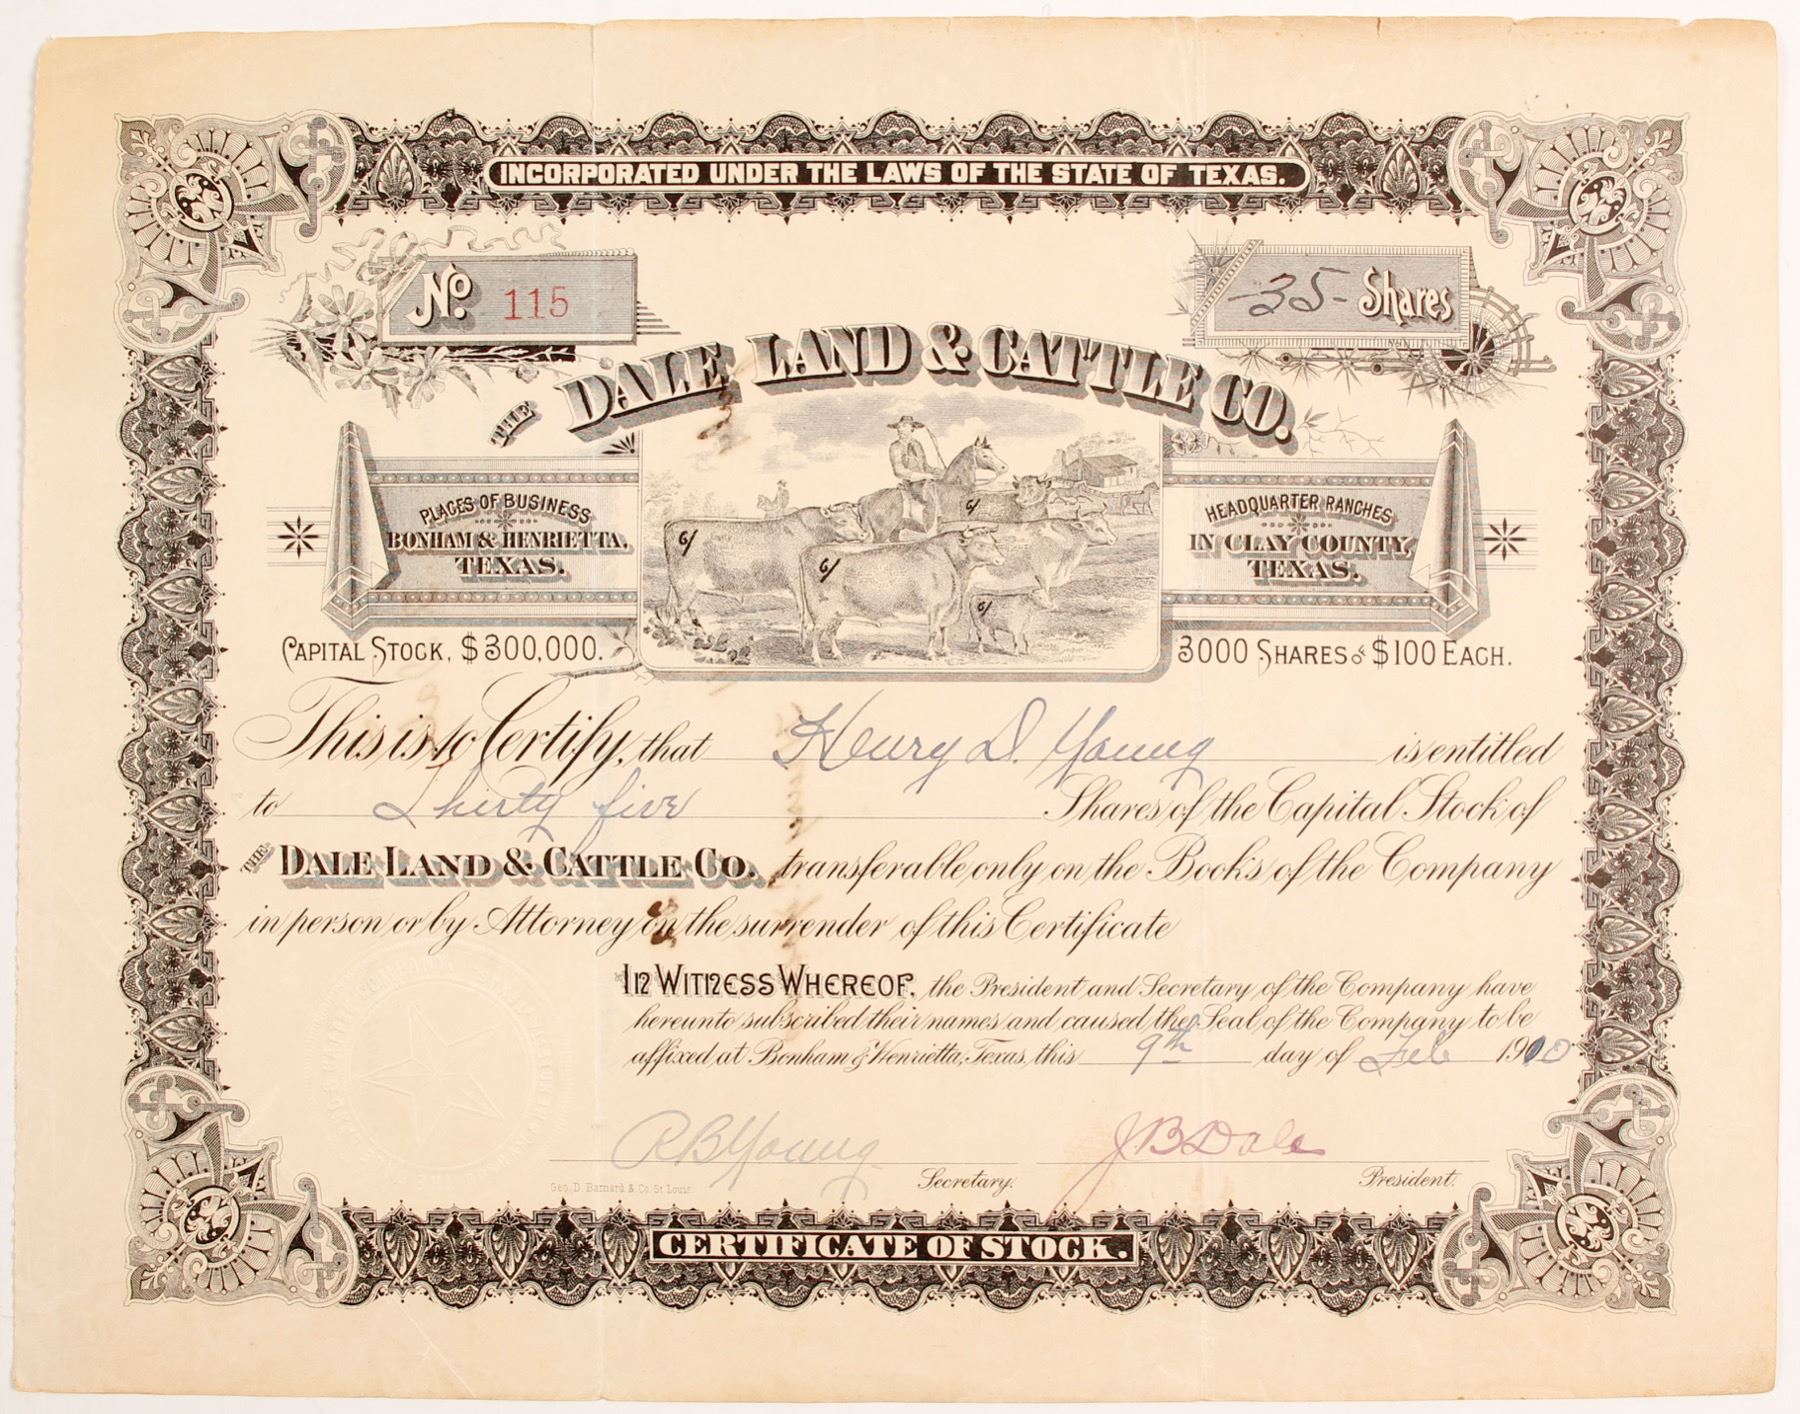 INCORPORATED UNDER THE LAWS OF THE STATE OF TEXAS.
No. 115
-35- Shares
THE DALE LAND & CATTLE CO.
PLACES OF BUSINESS
BONHAM & HENRIETTA,
TEXAS.
HEADQUARTER RANCHES
IN CLAY COUNTY,
TEXAS.
CAPITAL STOCK, $300,000.
3000 SHARES OF $100 EACH.
This is to Certify, that Henry D. Young is entitled
to Thirty five Shares of the Capital Stock of
THE DALE LAND & CATTLE CO., transferable only on the Books of the Company
in person or by Attorney on the surrender of this Certificate
IN WITNESS WHEREOF, the President and Secretary of the Company have
hereunto subscribed their names and caused the Seal of the Company to be
affixed at Bonham & Henrietta, Texas, this 9th day of Feb 1910
RB Young
Secretary.
J.B Dale
President.
Geo. D. Barnard & Co. St Louis
CERTIFICATE OF STOCK.